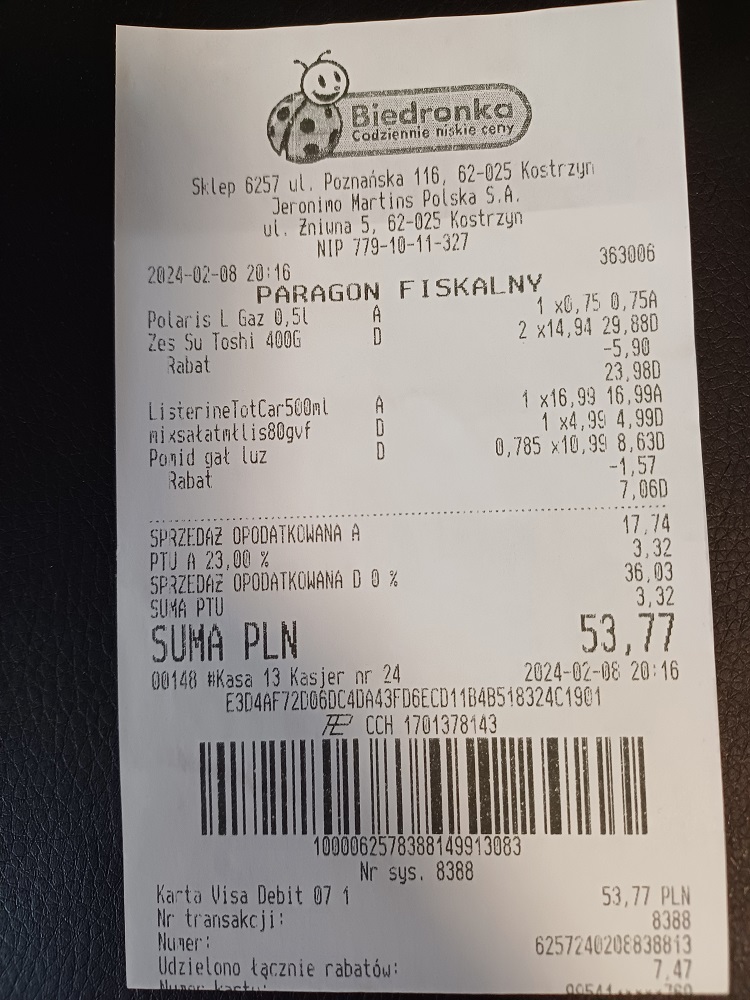 Biedronka
Codziennie niskie ceny
Sklep 6257 ul. Poznańska 116, 62-025 Kostrzyn
Jeronimo Martins Polska S.A.
ul. Żniwna 5, 62-025 Kostrzyn
NIP 779-10-11-327
2024-02-08 20:16 363006
PARAGON FISKALNY
Polaris L Gaz 0,5l A 1 x0,75 0,75A
Zes Su Toshi 400G D 2 x14,94 29,88D
Rabat -5,90
23,98D
ListerineTotCar500ml A 1 x16,99 16,99A
mixsałatmłlis80gvf D 1 x4,99 4,99D
Pomid gał luz D 0,785 x10,99 8,63D
Rabat -1,57
7,06D
SPRZEDAŻ OPODATKOWANA A 17,74
PTU A 23,00 % 3,32
SPRZEDAŻ OPODATKOWANA D 0 % 36,03
SUMA PTU 3,32
SUMA PLN 53,77
00148 #Kasa 13 Kasjer nr 24 2024-02-08 20:16
E3D4AF72D06DC4DA43FD6ECD11B4B518324C1901
CCH 1701378143
1000062578388149913083
Nr sys. 8388
Karta Visa Debit 07 1 53,77 PLN
Nr transakcji: 8388
Numer: 6257240208838813
Udzielono łącznie rabatów: 7,47
Numer karty: